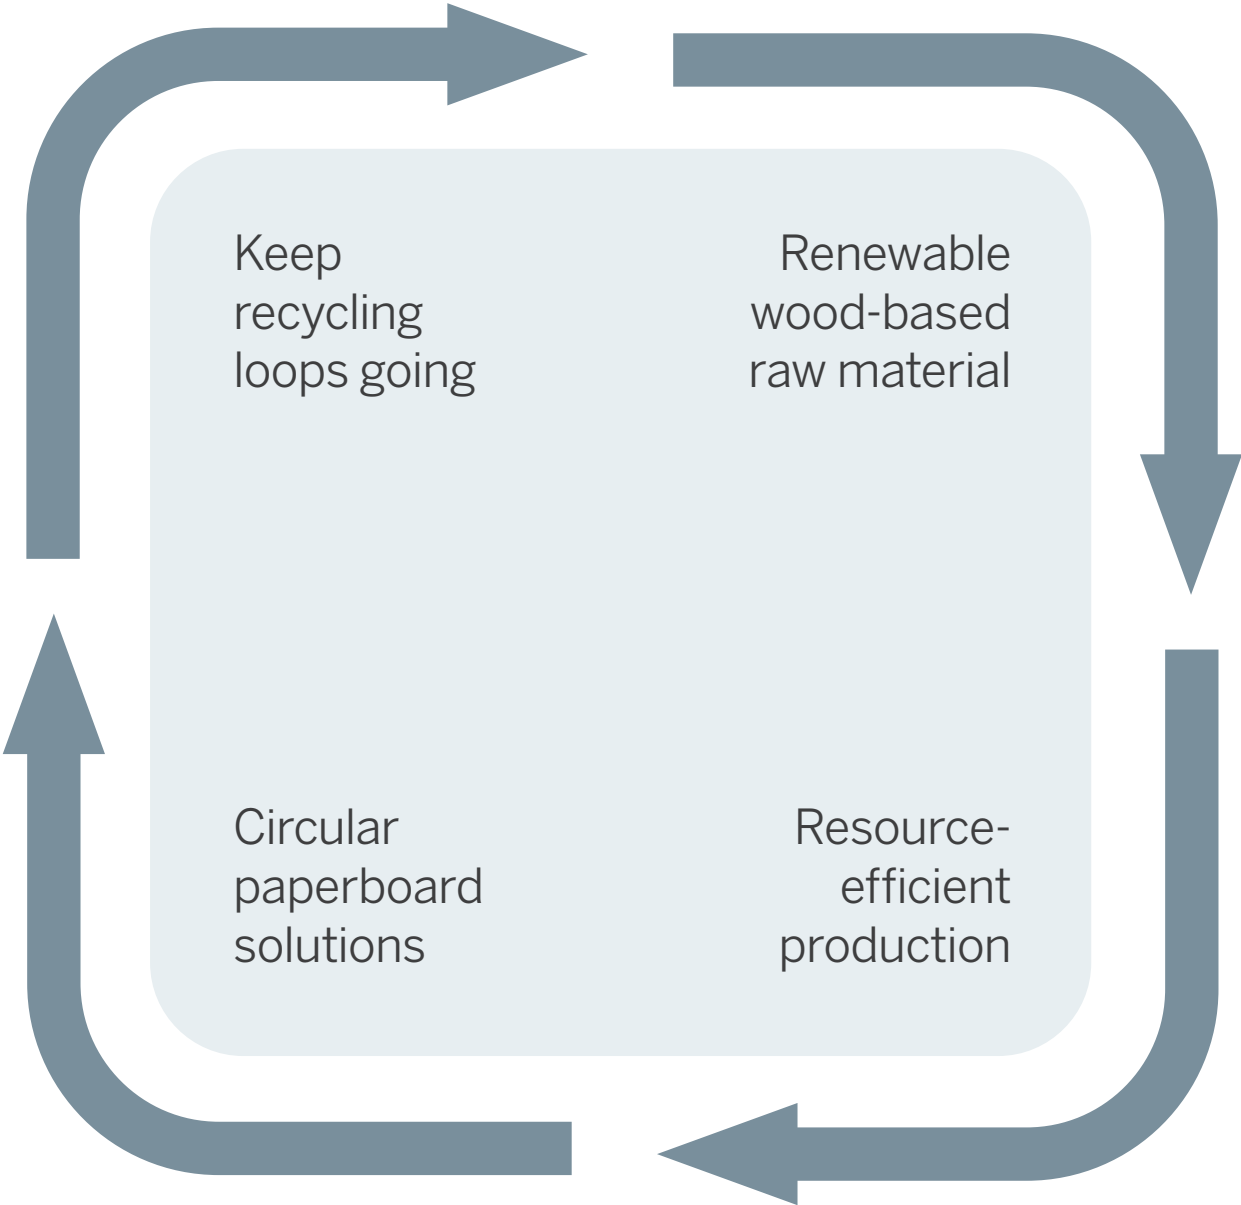 Keep
recycling
loops going
Renewable
wood-based
raw material
Circular
paperboard
solutions
Resource-
efficient
production